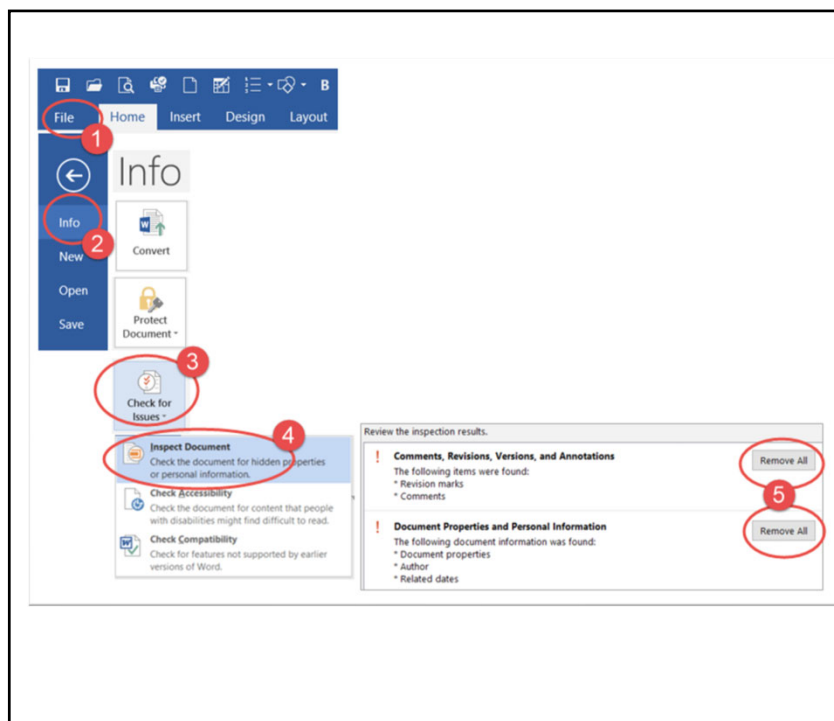 B
File Home Insert Design Layout
1
Info
Info
2
Convert
New
Open
Protect
Document
Save
3
Check for
Issues
4
Inspect Document
Check the document for hidden properties
or personal information.
Check Accessibility
Check the document for content that people
with disabilities might find difficult to read.
Check Compatibility
Check for features not supported by earlier
versions of Word.
Review the inspection results.
! Comments, Revisions, Versions, and Annotations
Remove All
The following items were found:
* Revision marks
* Comments
5
! Document Properties and Personal Information
Remove All
The following document information was found:
* Document properties
* Author
* Related dates